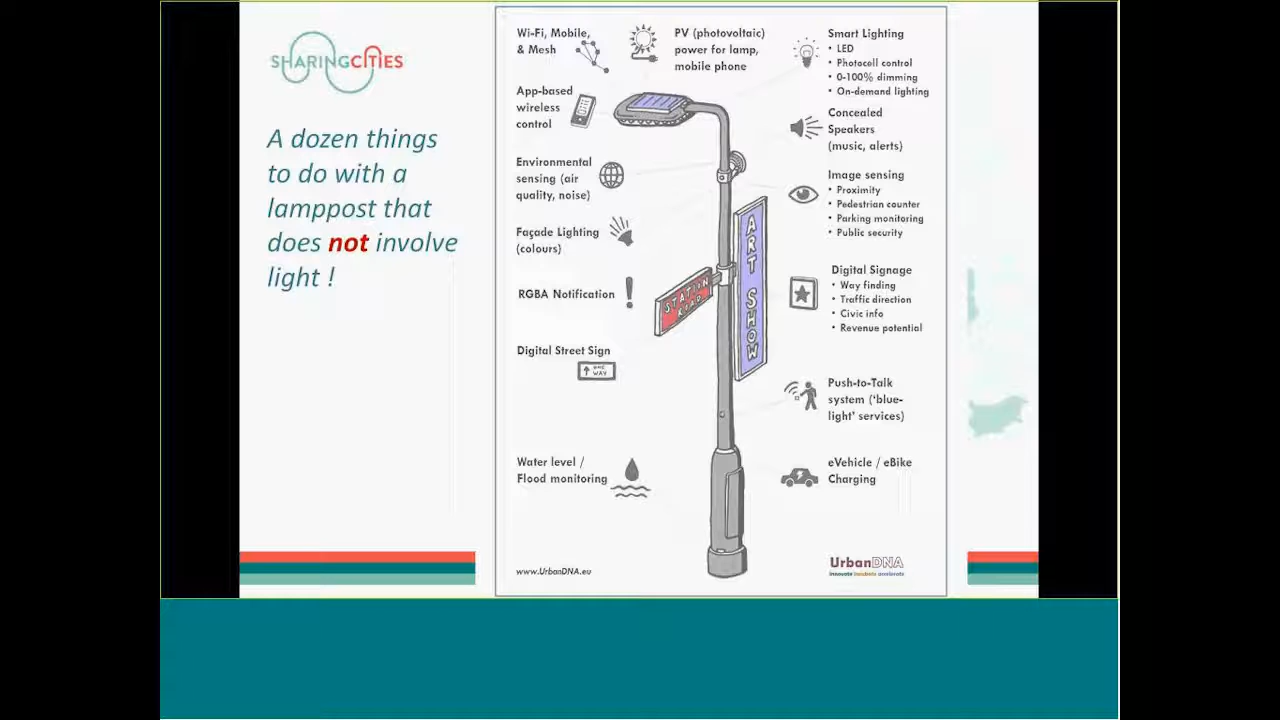 SHARINGCITIES
A dozen things
to do with a
lamppost that
does not involve
light !
Wi-Fi, Mobile,
& Mesh
PV (photovoltaic)
power for lamp,
mobile phone
Smart Lighting
• LED
• Photocell control
• 0-100% dimming
• On-demand lighting
App-based
wireless
control
Concealed
Speakers
(music, alerts)
Environmental
sensing (air
quality, noise)
Image sensing
• Proximity
• Pedestrian counter
• Parking monitoring
• Public security
Façade Lighting
(colours)
RGBA Notification
Digital Signage
• Way finding
• Traffic direction
• Civic info
• Revenue potential
STATION
ROAD
ART SHOW
Digital Street Sign
ONE
WAY
Push-to-Talk
system ('blue-
light' services)
Water level /
Flood monitoring
eVehicle / eBike
Charging
www.UrbanDNA.eu
UrbanDNA
innovate translate accelerate